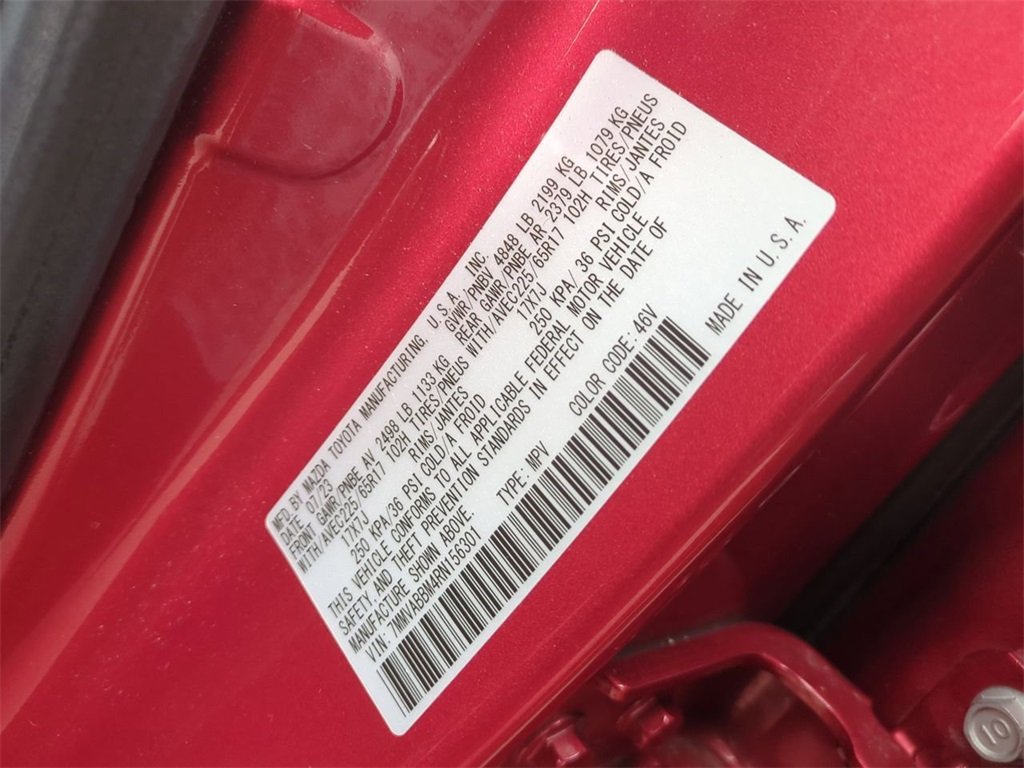 MFD.BY MAZDA TOYOTA MANUFACTURING, U.S.A., INC.
DATE: 07/23 GVWR/PNBV 4848 LB 2199 KG
FRONT GAWR/PNBE AV 2498 LB 1133 KG REAR GAWR/PNBE AR 2379 LB 1079 KG
WITH/AVEC225/65R17 102H TIRES/PNEUS WITH/AVEC225/65R17 102H TIRES/PNEUS
17X7J RIMS/JANTES 17X7J RIMS/JANTES
250 KPA/36 PSI COLD/A FROID 250 KPA/ 36 PSI COLD/A FROID
THIS VEHICLE CONFORMS TO ALL APPLICABLE FEDERAL MOTOR VEHICLE
SAFETY AND THEFT PREVENTION STANDARDS IN EFFECT ON THE DATE OF
MANUFACTURE SHOWN ABOVE.
VIN: 7MMVABBM4RN156301 TYPE: MPV COLOR CODE: 46V
MADE IN U.S.A.
10